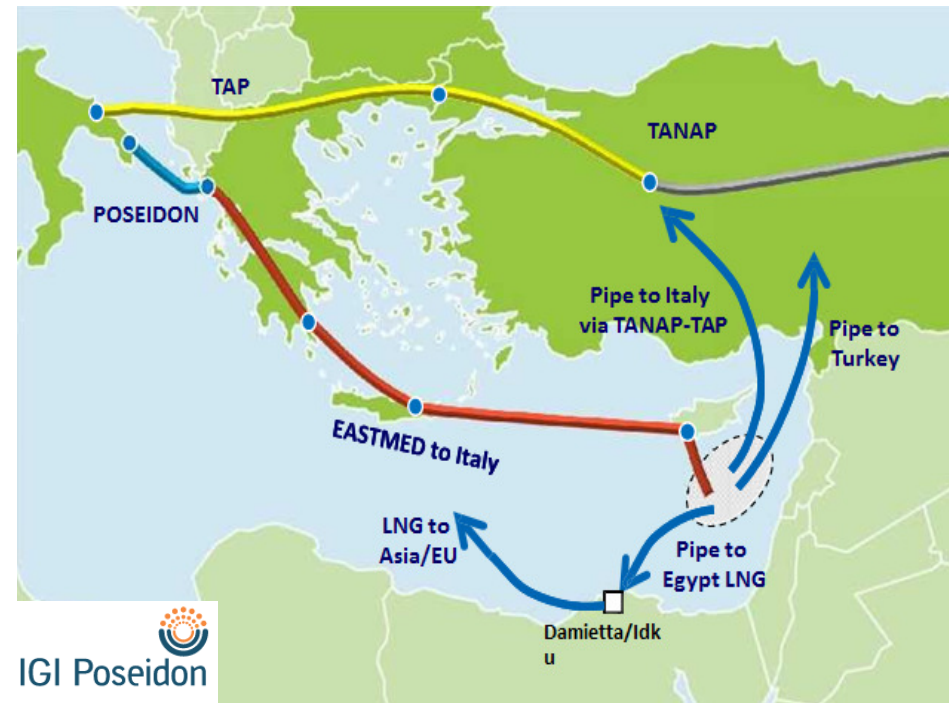 TAP
TANAP
POSEIDON
Pipe to Italy
via TANAP-TAP
Pipe to
Turkey
EASTMED to Italy
LNG to
Asia/EU
Pipe to
Egypt LNG
Damietta/Idk
u
IGI Poseidon